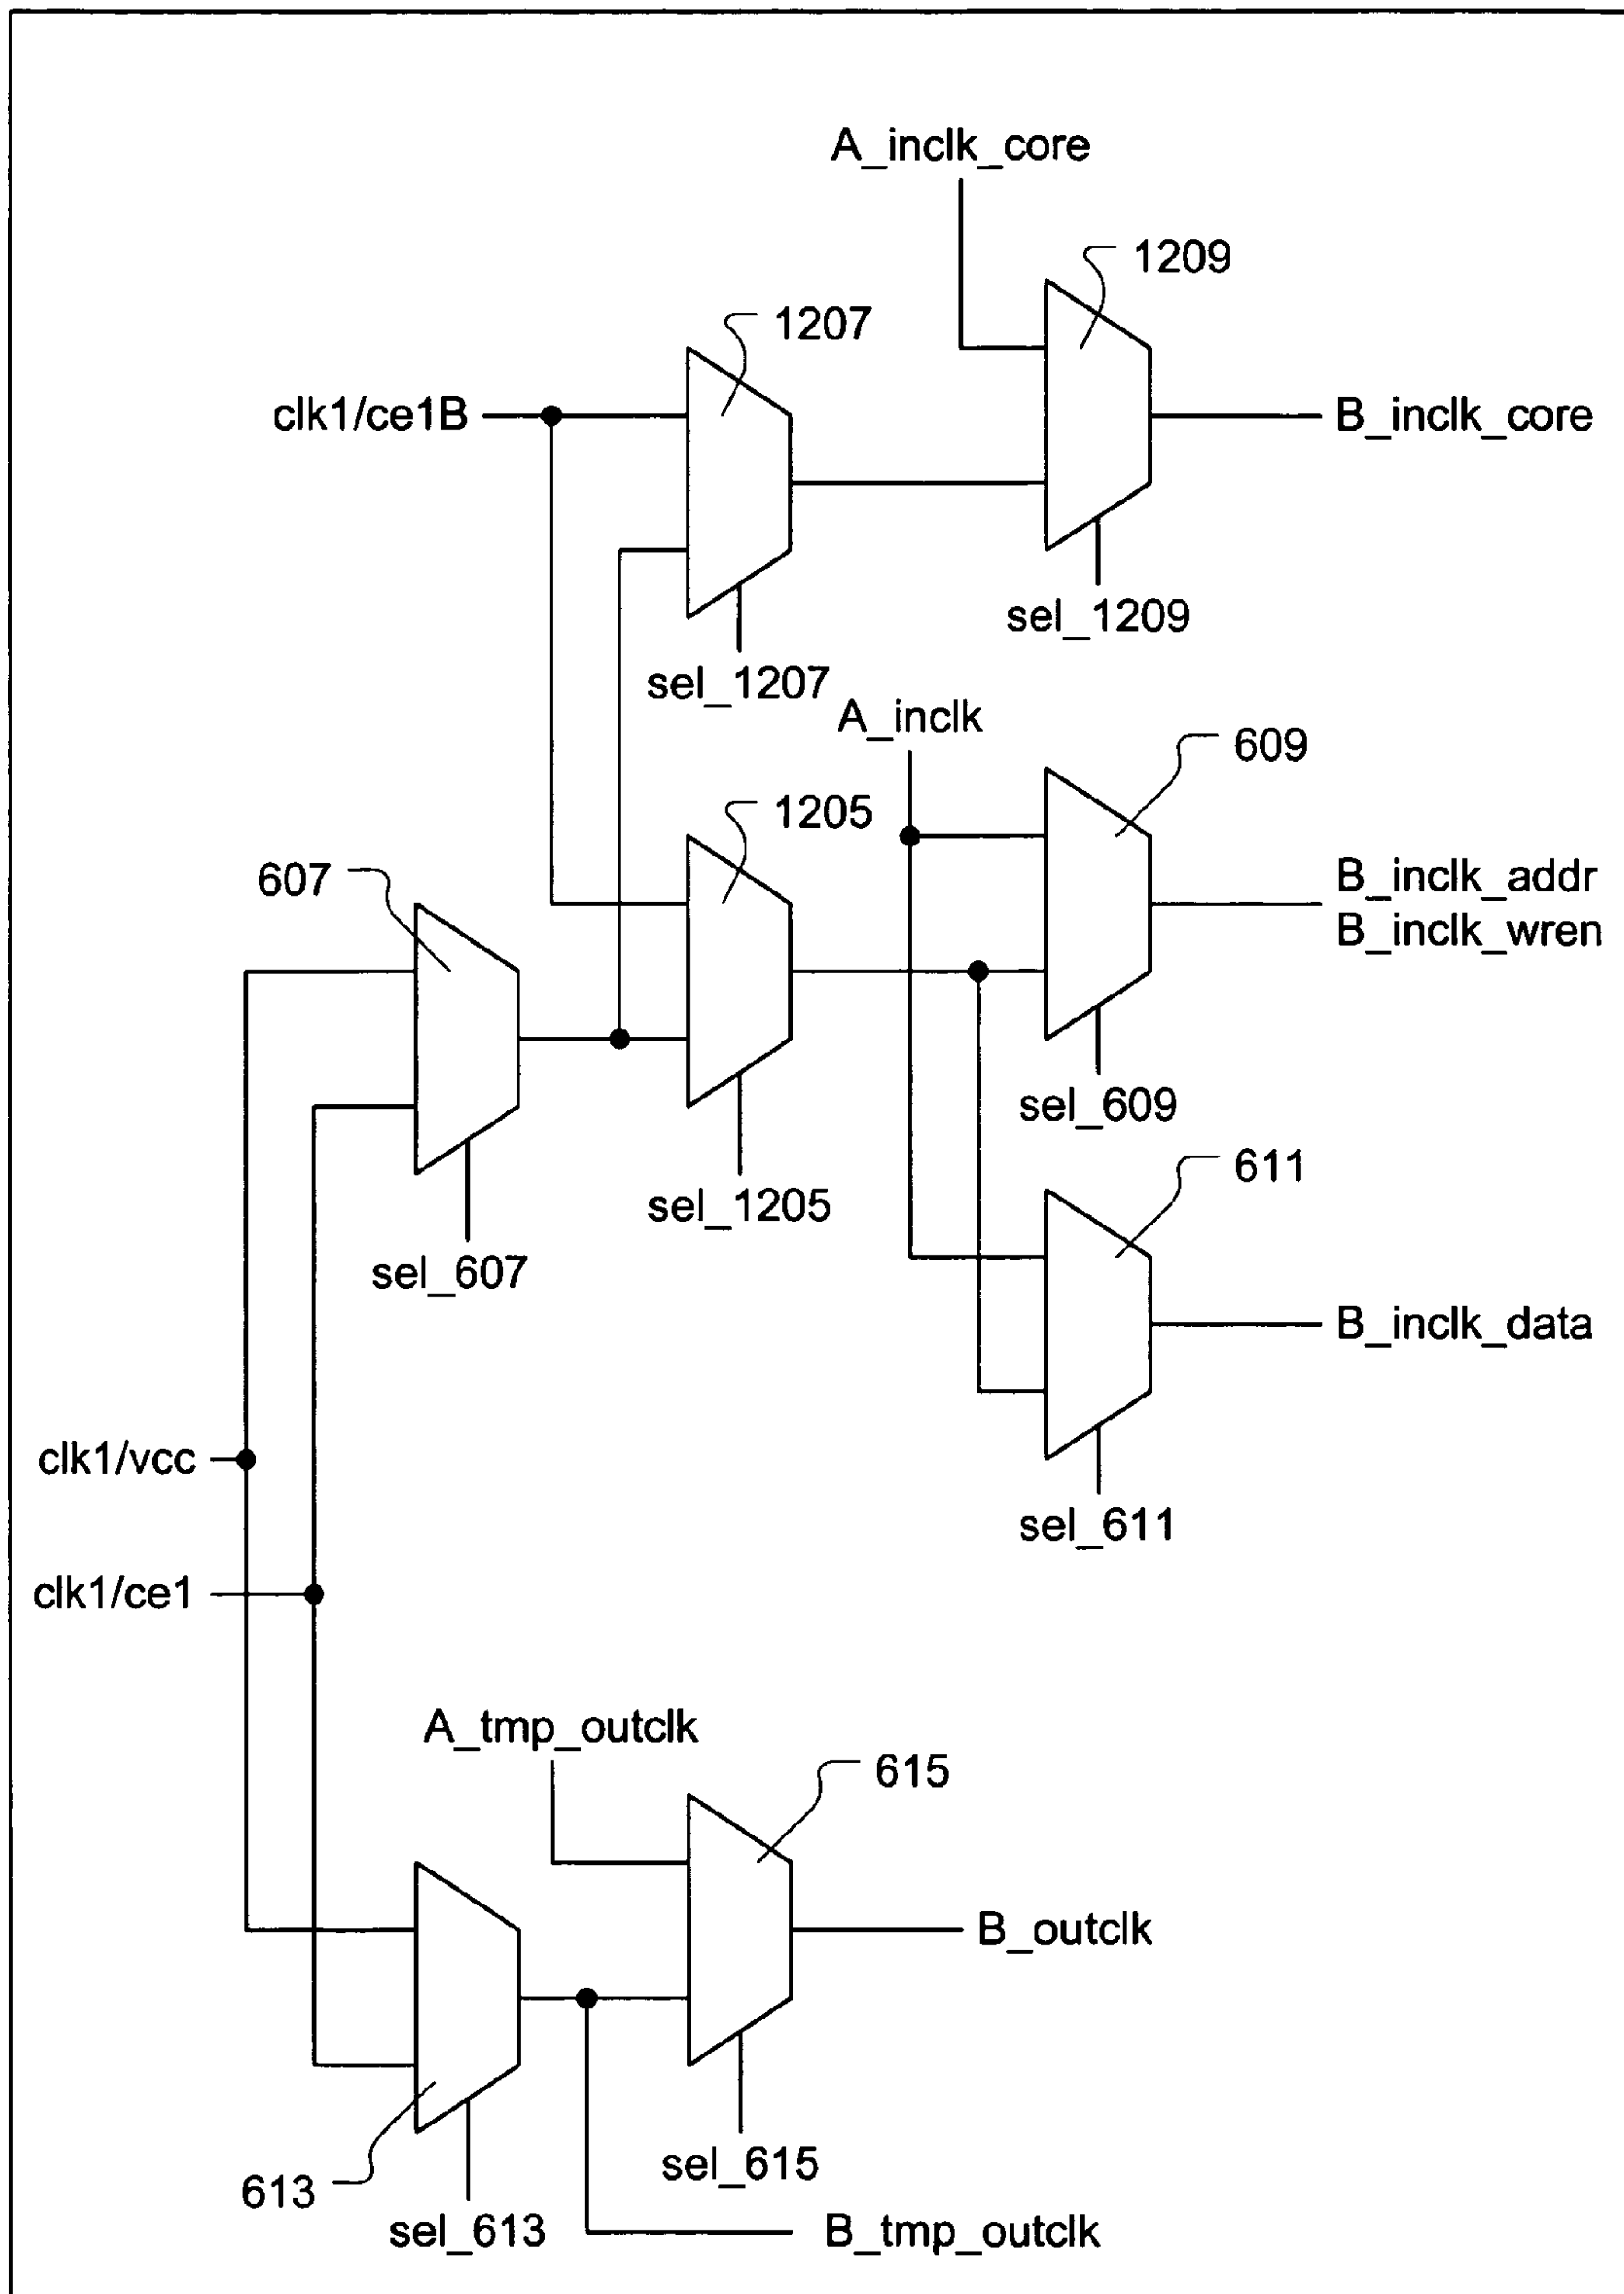 A_inclk_core
1209
1207
clk1/ce1B
B_inclk_core
sel_1209
sel_1207
A_inclk
609
1205
607
B_inclk_addr
B_inclk_wren
sel_609
611
sel_1205
sel_607
B_inclk_data
clk1/vcc
sel_611
clk1/ce1
A_tmp_outclk
615
B_outclk
sel_615
613
sel_613
B_tmp_outclk